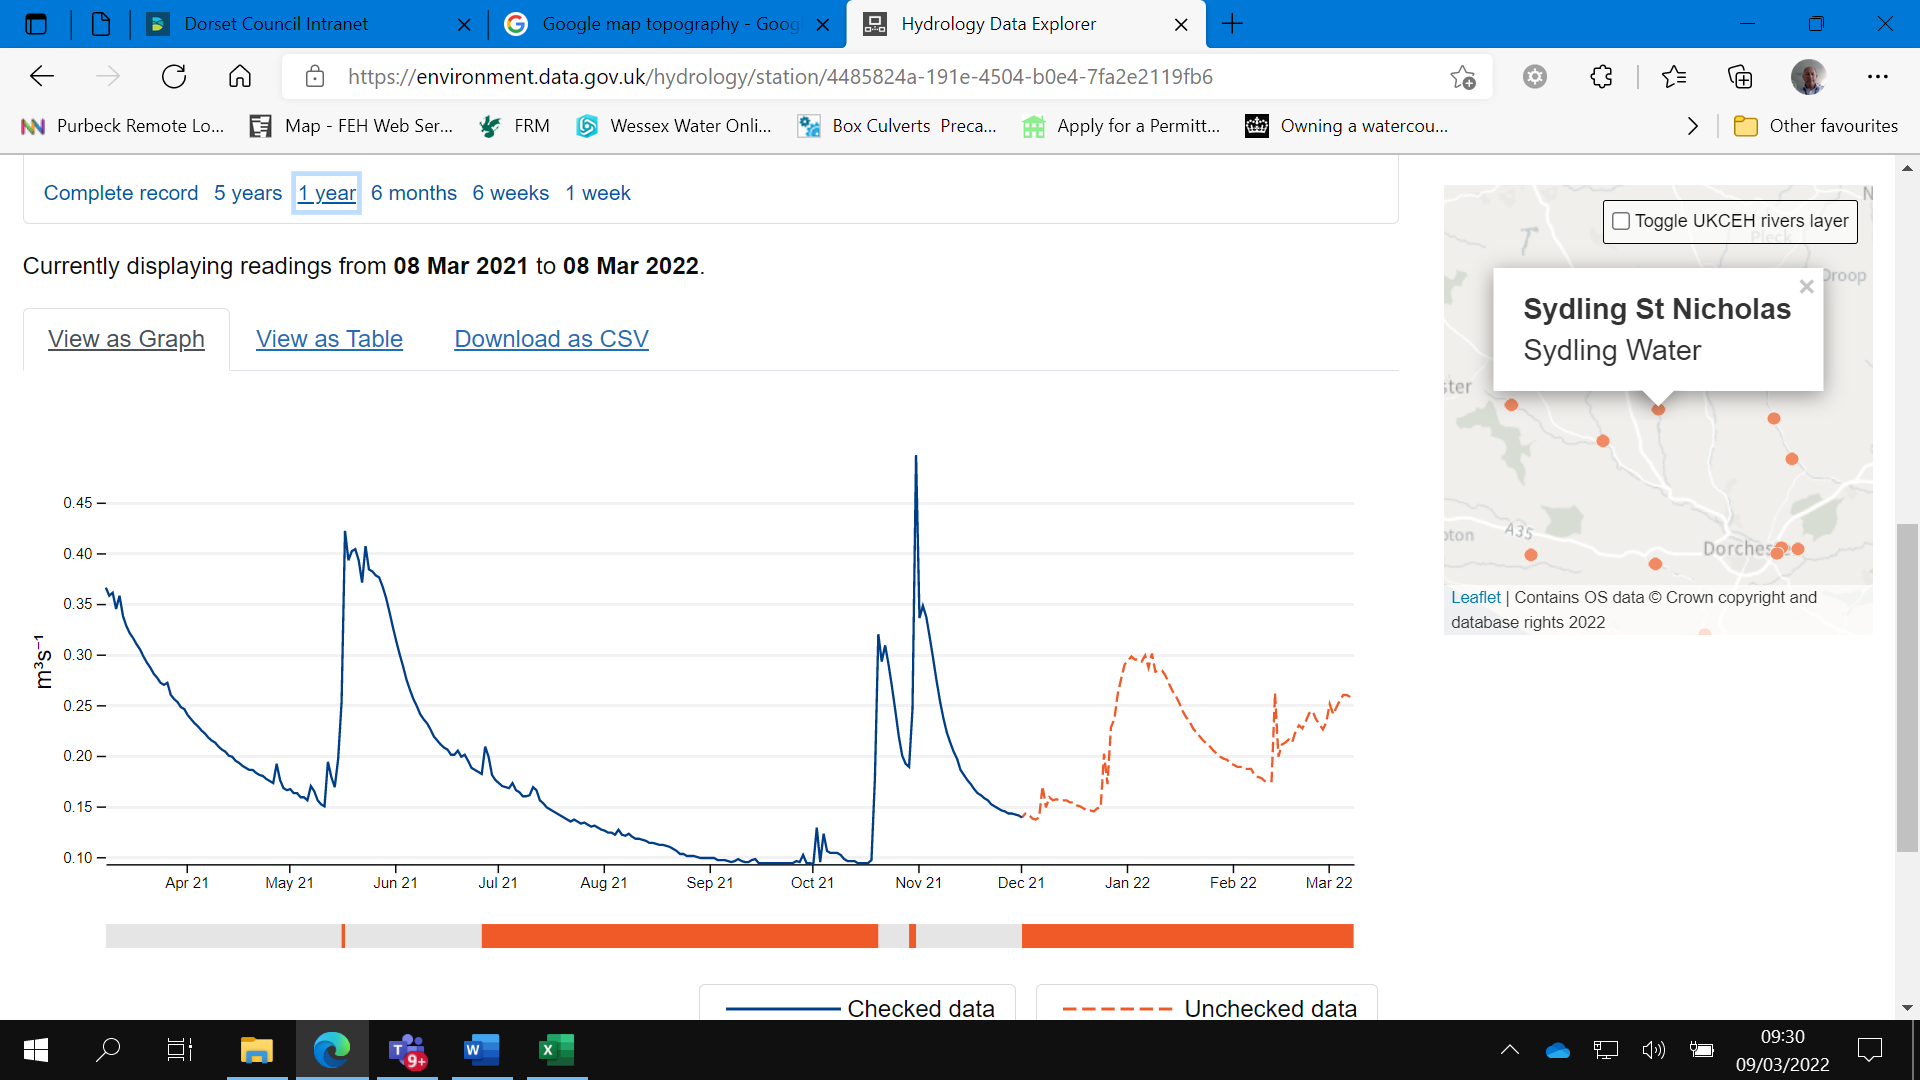 Dorset Council Intranet
Google map topography - Goog
Hydrology Data Explorer
https://environment.data.gov.uk/hydrology/station/4485824a-191e-4504-b0e4-7fa2e2119fb6
Purbeck Remote Lo...
Map - FEH Web Ser...
FRM
Wessex Water Onli...
Box Culverts Preca...
Apply for a Permitt...
Owning a watercou...
Other favourites
Complete record 5 years 1 year 6 months 6 weeks 1 week
Currently displaying readings from 08 Mar 2021 to 08 Mar 2022.
View as Graph View as Table Download as CSV
m³s⁻¹
0.45
0.40
0.35
0.30
0.25
0.20
0.15
0.10
Apr 21 May 21 Jun 21 Jul 21 Aug 21 Sep 21 Oct 21 Nov 21 Dec 21 Jan 22 Feb 22 Mar 22
Checked data
Unchecked data
N
Toggle UKCEH rivers layer
Pleck
Droop
Sydling St Nicholas
Sydling Water
×
ster
A35
oton
Dorches
Leaflet | Contains OS data © Crown copyright and
database rights 2022
9+
09:30
09/03/2022